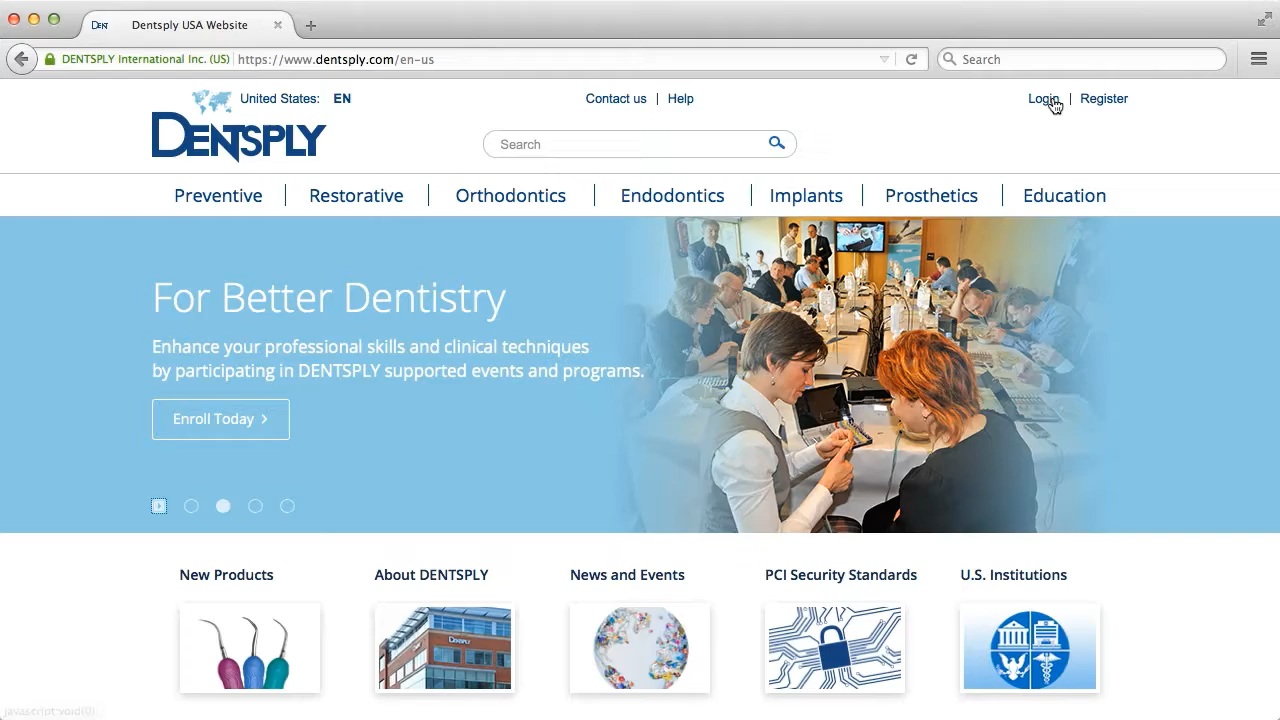 DENT Dentsply USA Website
DENTSPLY International Inc. (US) https://www.dentsply.com/en-us Search
United States: EN Contact us | Help Login | Register
DENTSPLY
Search
Preventive Restorative Orthodontics Endodontics Implants Prosthetics Education
For Better Dentistry
Enhance your professional skills and clinical techniques
by participating in DENTSPLY supported events and programs.
Enroll Today
New Products About DENTSPLY News and Events PCI Security Standards U.S. Institutions
DENTSPLY
javascript:void(0)